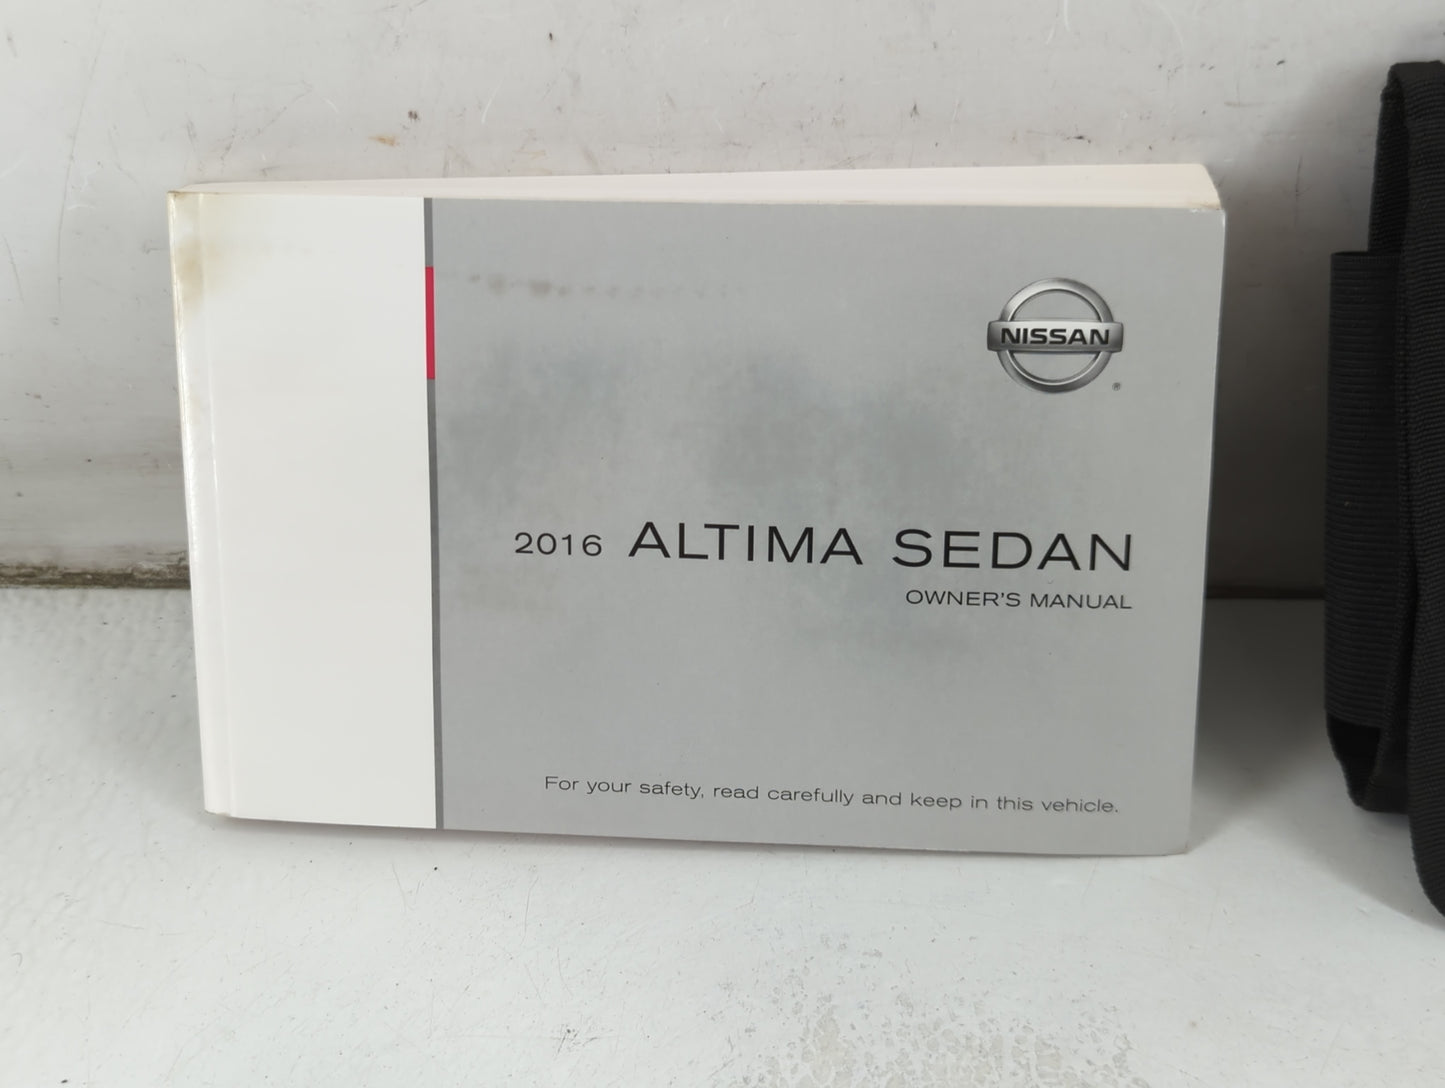 NISSAN
®
2016 ALTIMA SEDAN
OWNER'S MANUAL
For your safety, read carefully and keep in this vehicle.